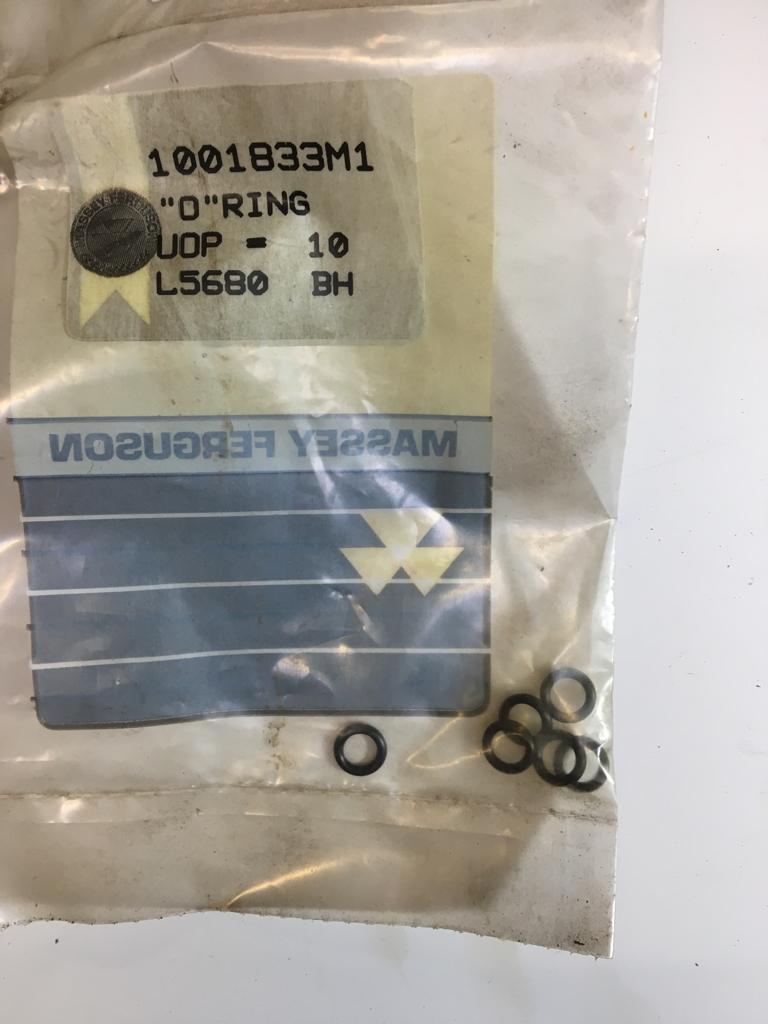 1001833M1
"O"RING
UOP = 10
L5680 BH
MASSEY FERGUSON